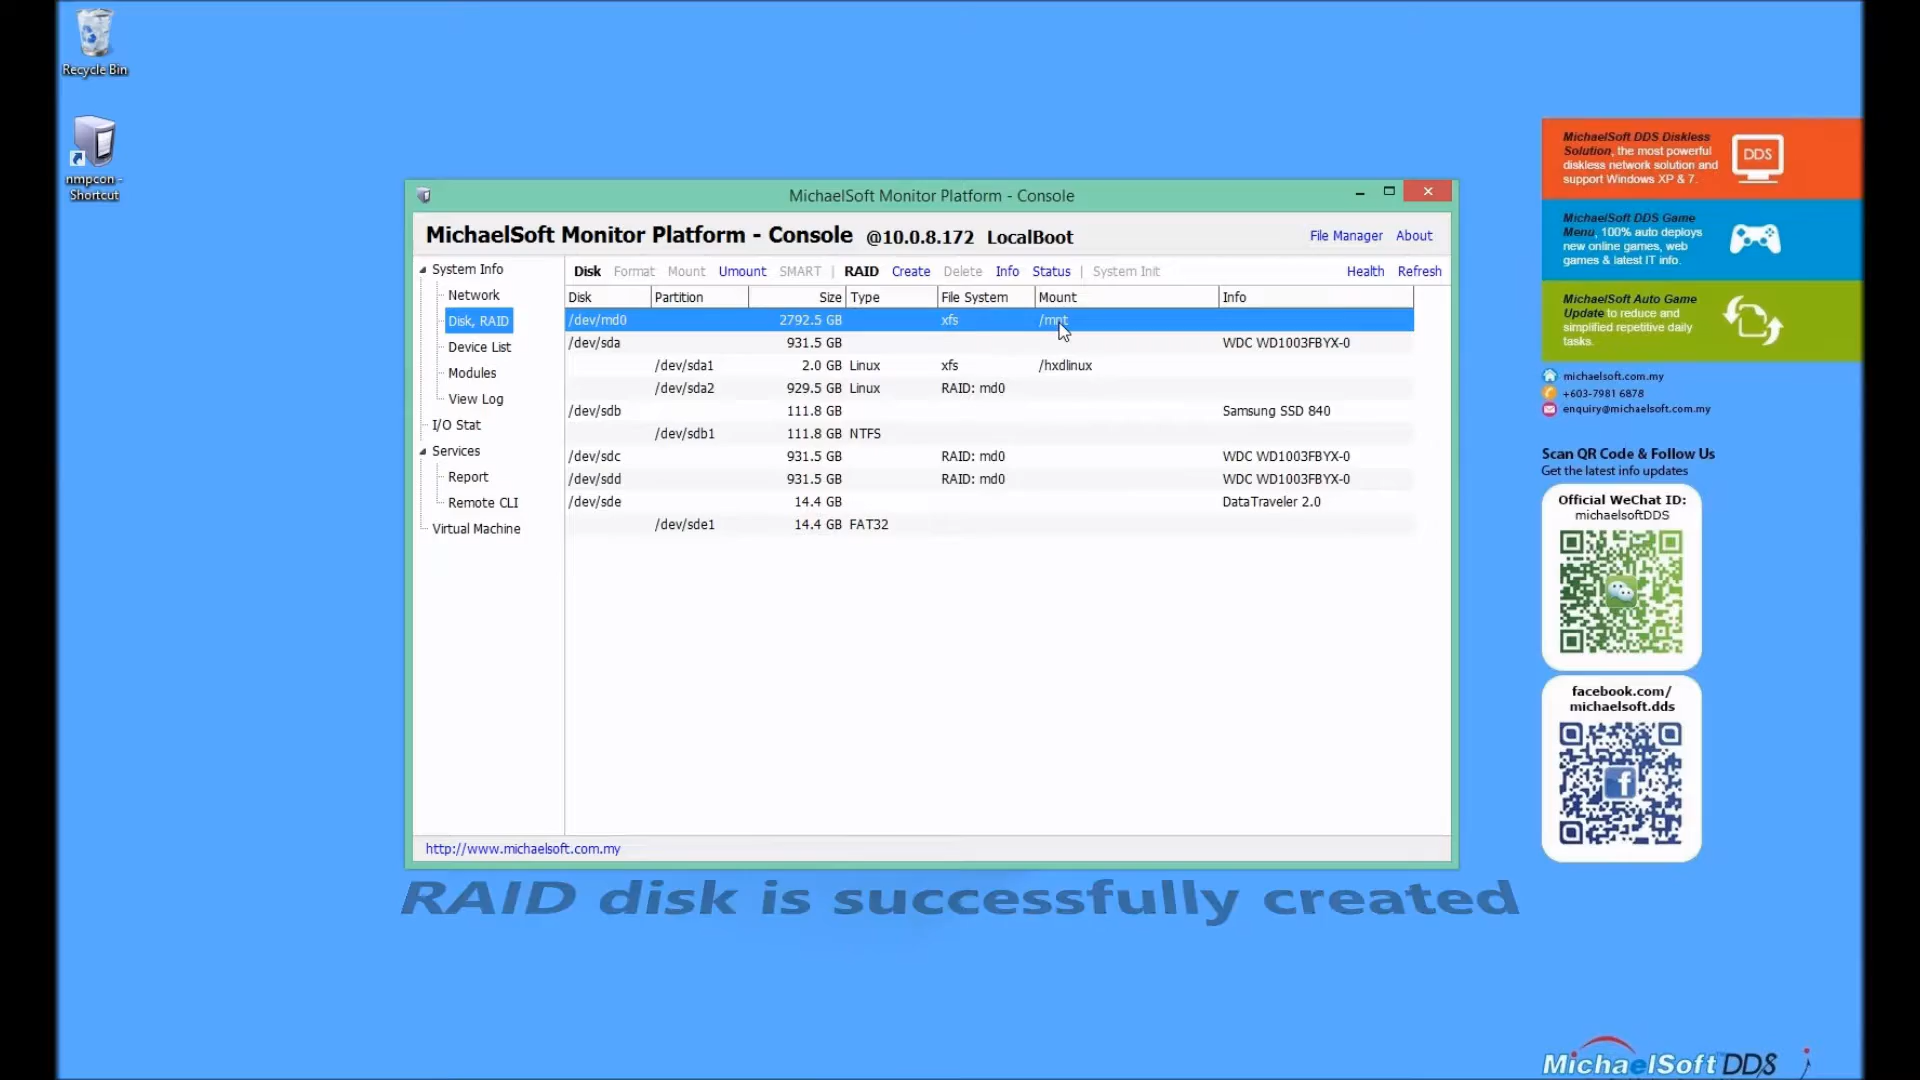 Recycle Bin
nmpcon -
Shortcut
MichaelSoft Monitor Platform - Console
MichaelSoft Monitor Platform - Console @10.0.8.172 LocalBoot
File Manager About
System Info
Network
Disk, RAID
Device List
Modules
View Log
I/O Stat
Services
Report
Remote CLI
Virtual Machine
Disk Format Mount Umount SMART | RAID Create Delete Info Status | System Init Health Refresh
Disk Partition Size Type File System Mount Info
/dev/md0 2792.5 GB xfs /mnt
/dev/sda 931.5 GB WDC WD1003FBYX-0
/dev/sda1 2.0 GB Linux xfs /hxdlinux
/dev/sda2 929.5 GB Linux RAID: md0
/dev/sdb 111.8 GB Samsung SSD 840
/dev/sdb1 111.8 GB NTFS
/dev/sdc 931.5 GB RAID: md0 WDC WD1003FBYX-0
/dev/sdd 931.5 GB RAID: md0 WDC WD1003FBYX-0
/dev/sde 14.4 GB DataTraveler 2.0
/dev/sde1 14.4 GB FAT32
http://www.michaelsoft.com.my
RAID disk is successfully created
MichaelSoft DDS Diskless
Solution, the most powerful
diskless network solution and
support Windows XP & 7.
DDS
MichaelSoft DDS Game
Menu, 100% auto deploys
new online games, web
games & latest IT info.
MichaelSoft Auto Game
Update to reduce and
simplified repetitive daily
tasks.
michaelsoft.com.my
+603-7981 6878
enquiry@michaelsoft.com.my
Scan QR Code & Follow Us
Get the latest info updates
Official WeChat ID:
michaelsoftDDS
facebook.com/
michaelsoft.dds
MichaelSoft DDS